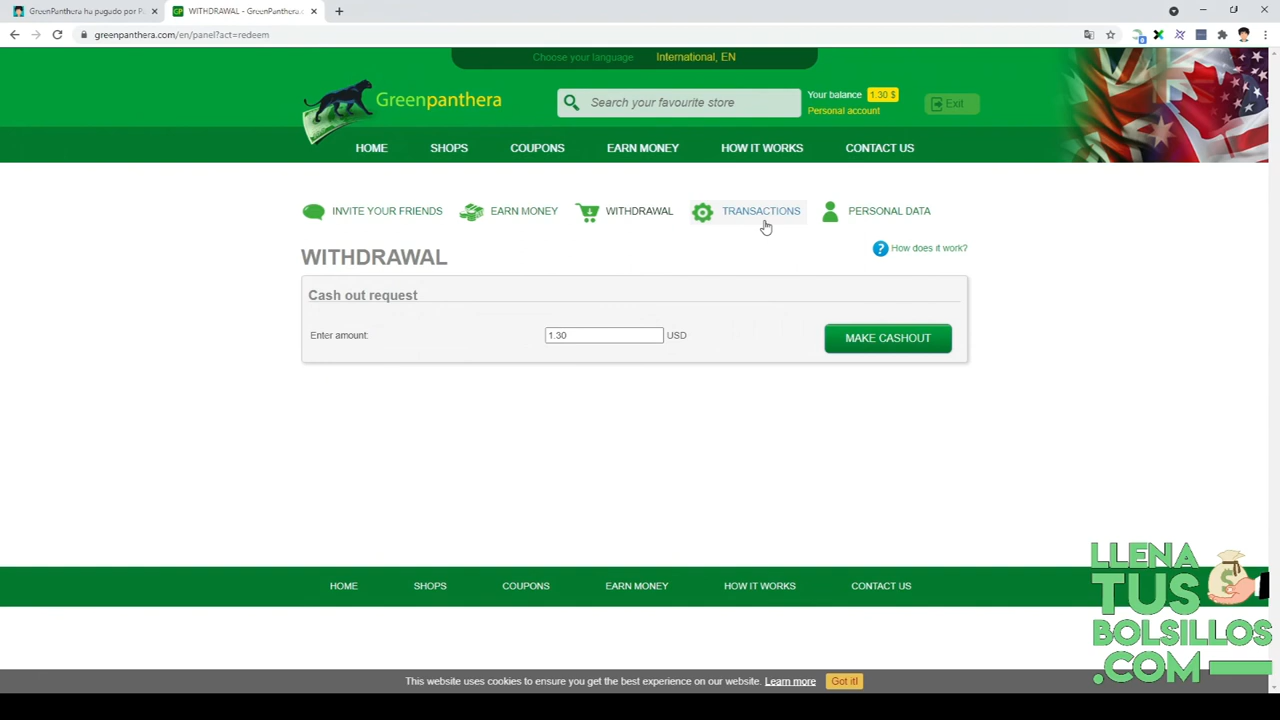 GreenPanthera ha pagado por P
WITHDRAWAL - GreenPanthera.c
greenpanthera.com/en/panel?act=redeem
Choose your language
International, EN
Greenpanthera
Search your favourite store
Your balance 1.30 $
Personal account
Exit
HOME
SHOPS
COUPONS
EARN MONEY
HOW IT WORKS
CONTACT US
INVITE YOUR FRIENDS
EARN MONEY
WITHDRAWAL
TRANSACTIONS
PERSONAL DATA
WITHDRAWAL
? How does it work?
Cash out request
Enter amount:
1.30
USD
MAKE CASHOUT
HOME
SHOPS
COUPONS
EARN MONEY
HOW IT WORKS
CONTACT US
LLENA
TUS
BOLSILLOS
.COM
This website uses cookies to ensure you get the best experience on our website. Learn more
Got it!